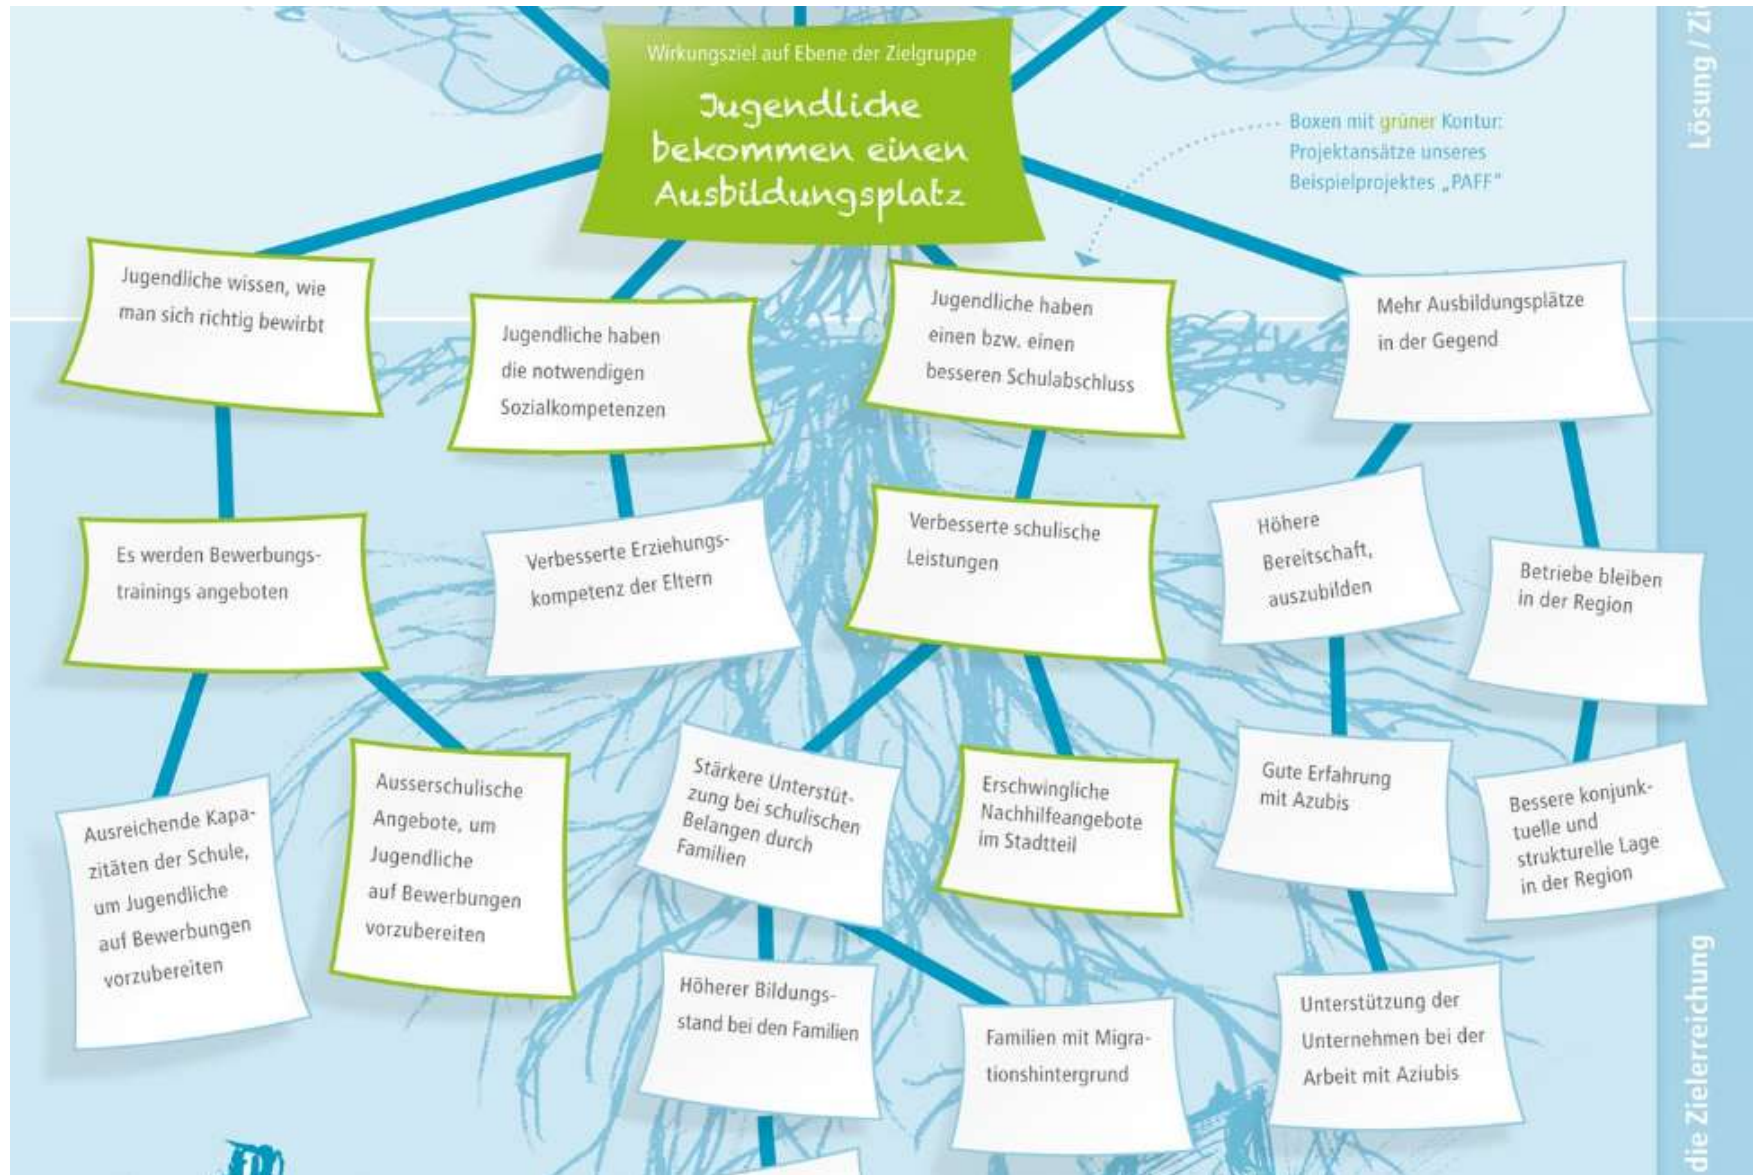 Wirkungsziel auf Ebene der Zielgruppe
Jugendliche
bekommen einen
Ausbildungsplatz
Boxen mit grüner Kontur:
Projektansätze unseres
Beispielprojektes „PAFF"
Lösung /
Jugendliche wissen, wie
man sich richtig bewirbt
Jugendliche haben
die notwendigen
Sozialkompetenzen
Jugendliche haben
einen bzw. einen
besseren Schulabschluss
Mehr Ausbildungsplätze
in der Gegend
Es werden Bewerbungs-
trainings angeboten
Verbesserte Erziehungs-
kompetenz der Eltern
Verbesserte schulische
Leistungen
Höhere
Bereitschaft,
auszubilden
Betriebe bleiben
in der Region
Ausreichende Kapa-
zitäten der Schule,
um Jugendliche
auf Bewerbungen
vorzubereiten
Ausserschulische
Angebote, um
Jugendliche
auf Bewerbungen
vorzubereiten
Stärkere Unterstüt-
zung bei schulischen
Belangen durch
Familien
Erschwingliche
Nachhilfeangebote
im Stadtteil
Gute Erfahrung
mit Azubis
Bessere konjunk-
tuelle und
strukturelle Lage
in der Region
Höherer Bildungs-
stand bei den Familien
Familien mit Migra-
tionshintergrund
Unterstützung der
Unternehmen bei der
Arbeit mit Aziubis
die Zielerreichung